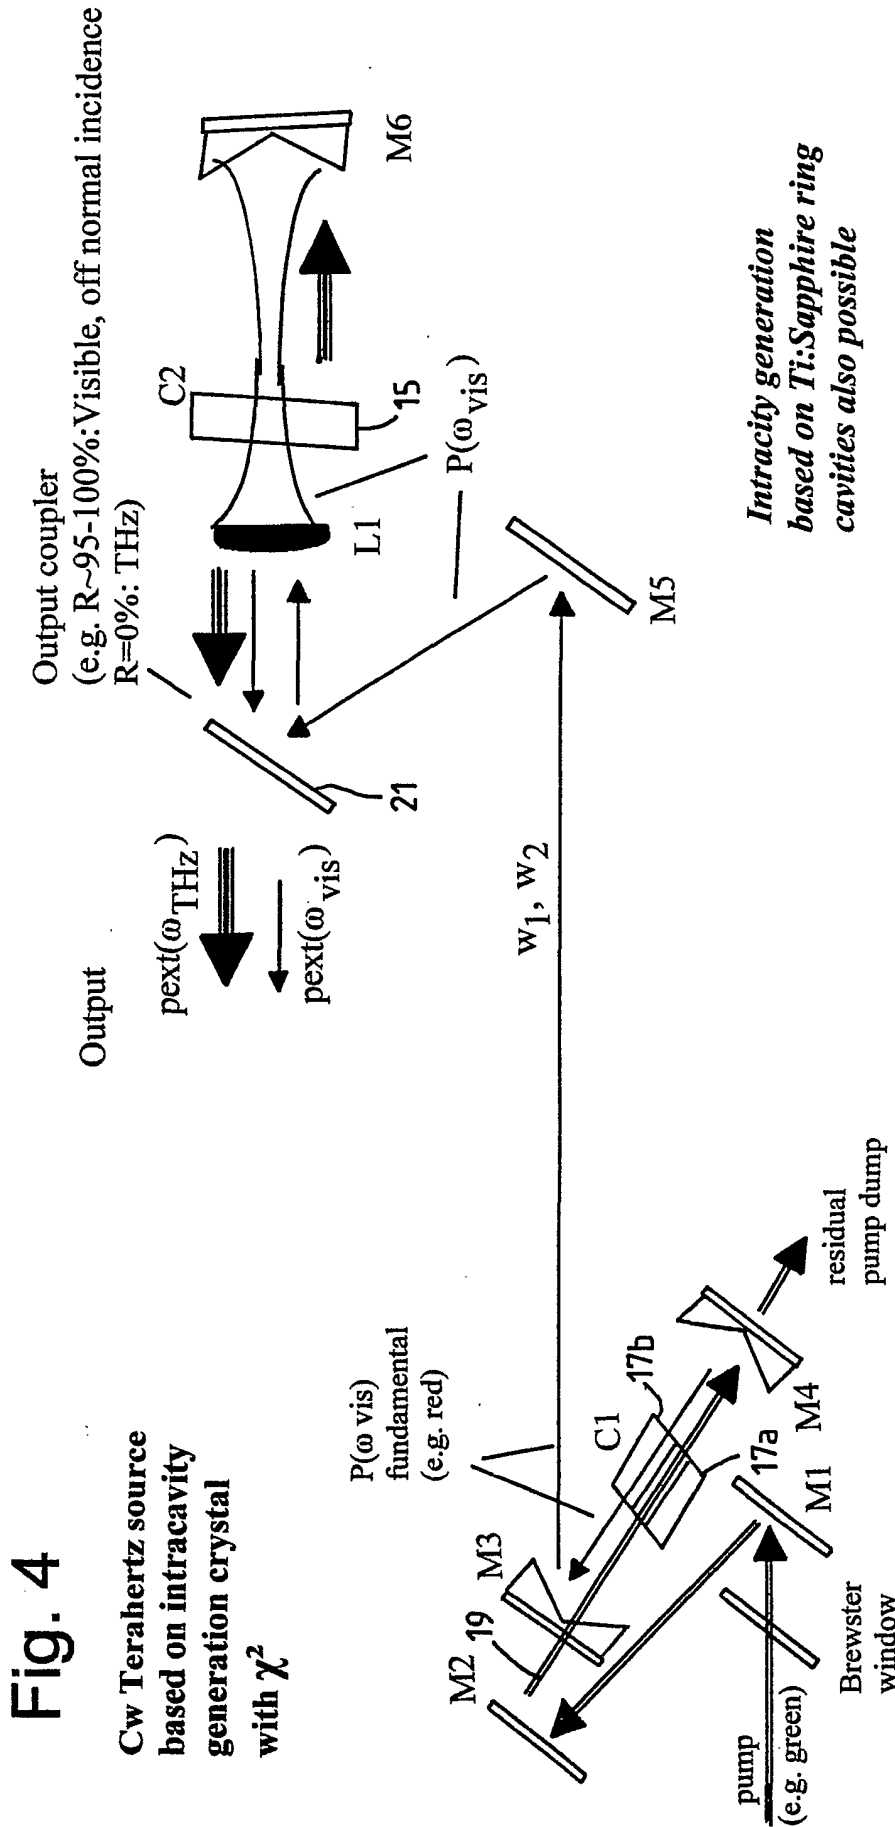 Fig. 4
Cw Terahertz source
based on intracavity
generation crystal
with χ²
Output
pext(ωTHz)
pext(ωvis)
Output coupler
(e.g. R~95-100%:Visible, off normal incidence
R=0%: THz)
21
L1
C2
15
M6
P(ωvis)
M5
w1, w2
P(ω vis)
fundamental
(e.g. red)
M2
19
M3
C1
17b
17a
M4
M1
residual
pump dump
pump
(e.g. green)
Brewster
window
Intracity generation
based on Ti:Sapphire ring
cavities also possible